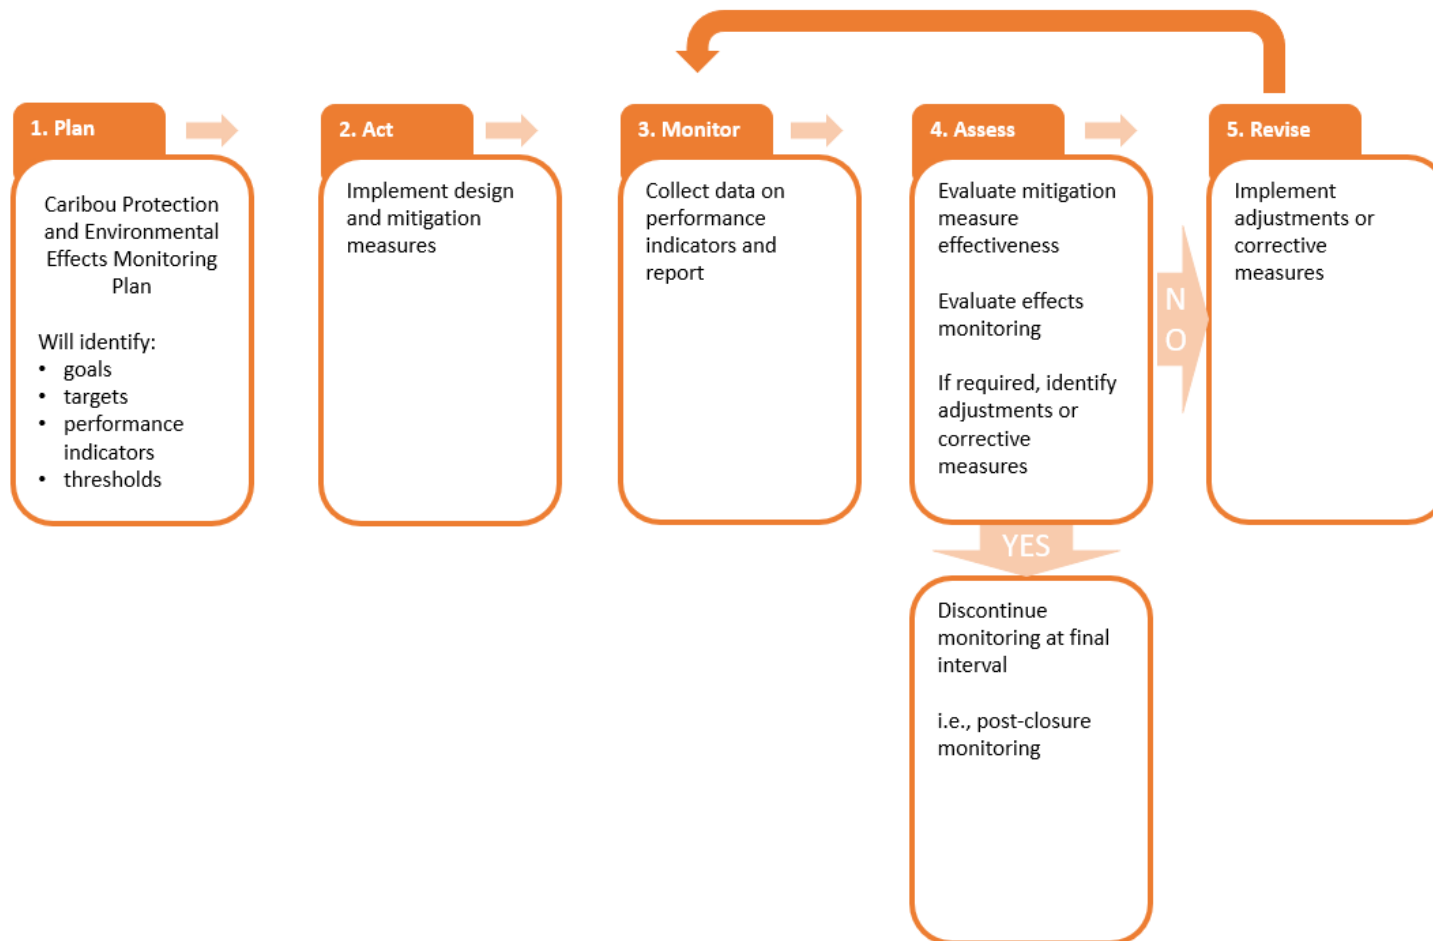 1. Plan
Caribou Protection
and Environmental
Effects Monitoring
Plan
Will identify:
• goals
• targets
• performance
indicators
• thresholds
2. Act
Implement design
and mitigation
measures
3. Monitor
Collect data on
performance
indicators and
report
4. Assess
Evaluate mitigation
measure
effectiveness
Evaluate effects
monitoring
If required, identify
adjustments or
corrective
measures
NO
5. Revise
Implement
adjustments or
corrective
measures
YES
Discontinue
monitoring at final
interval
i.e., post-closure
monitoring